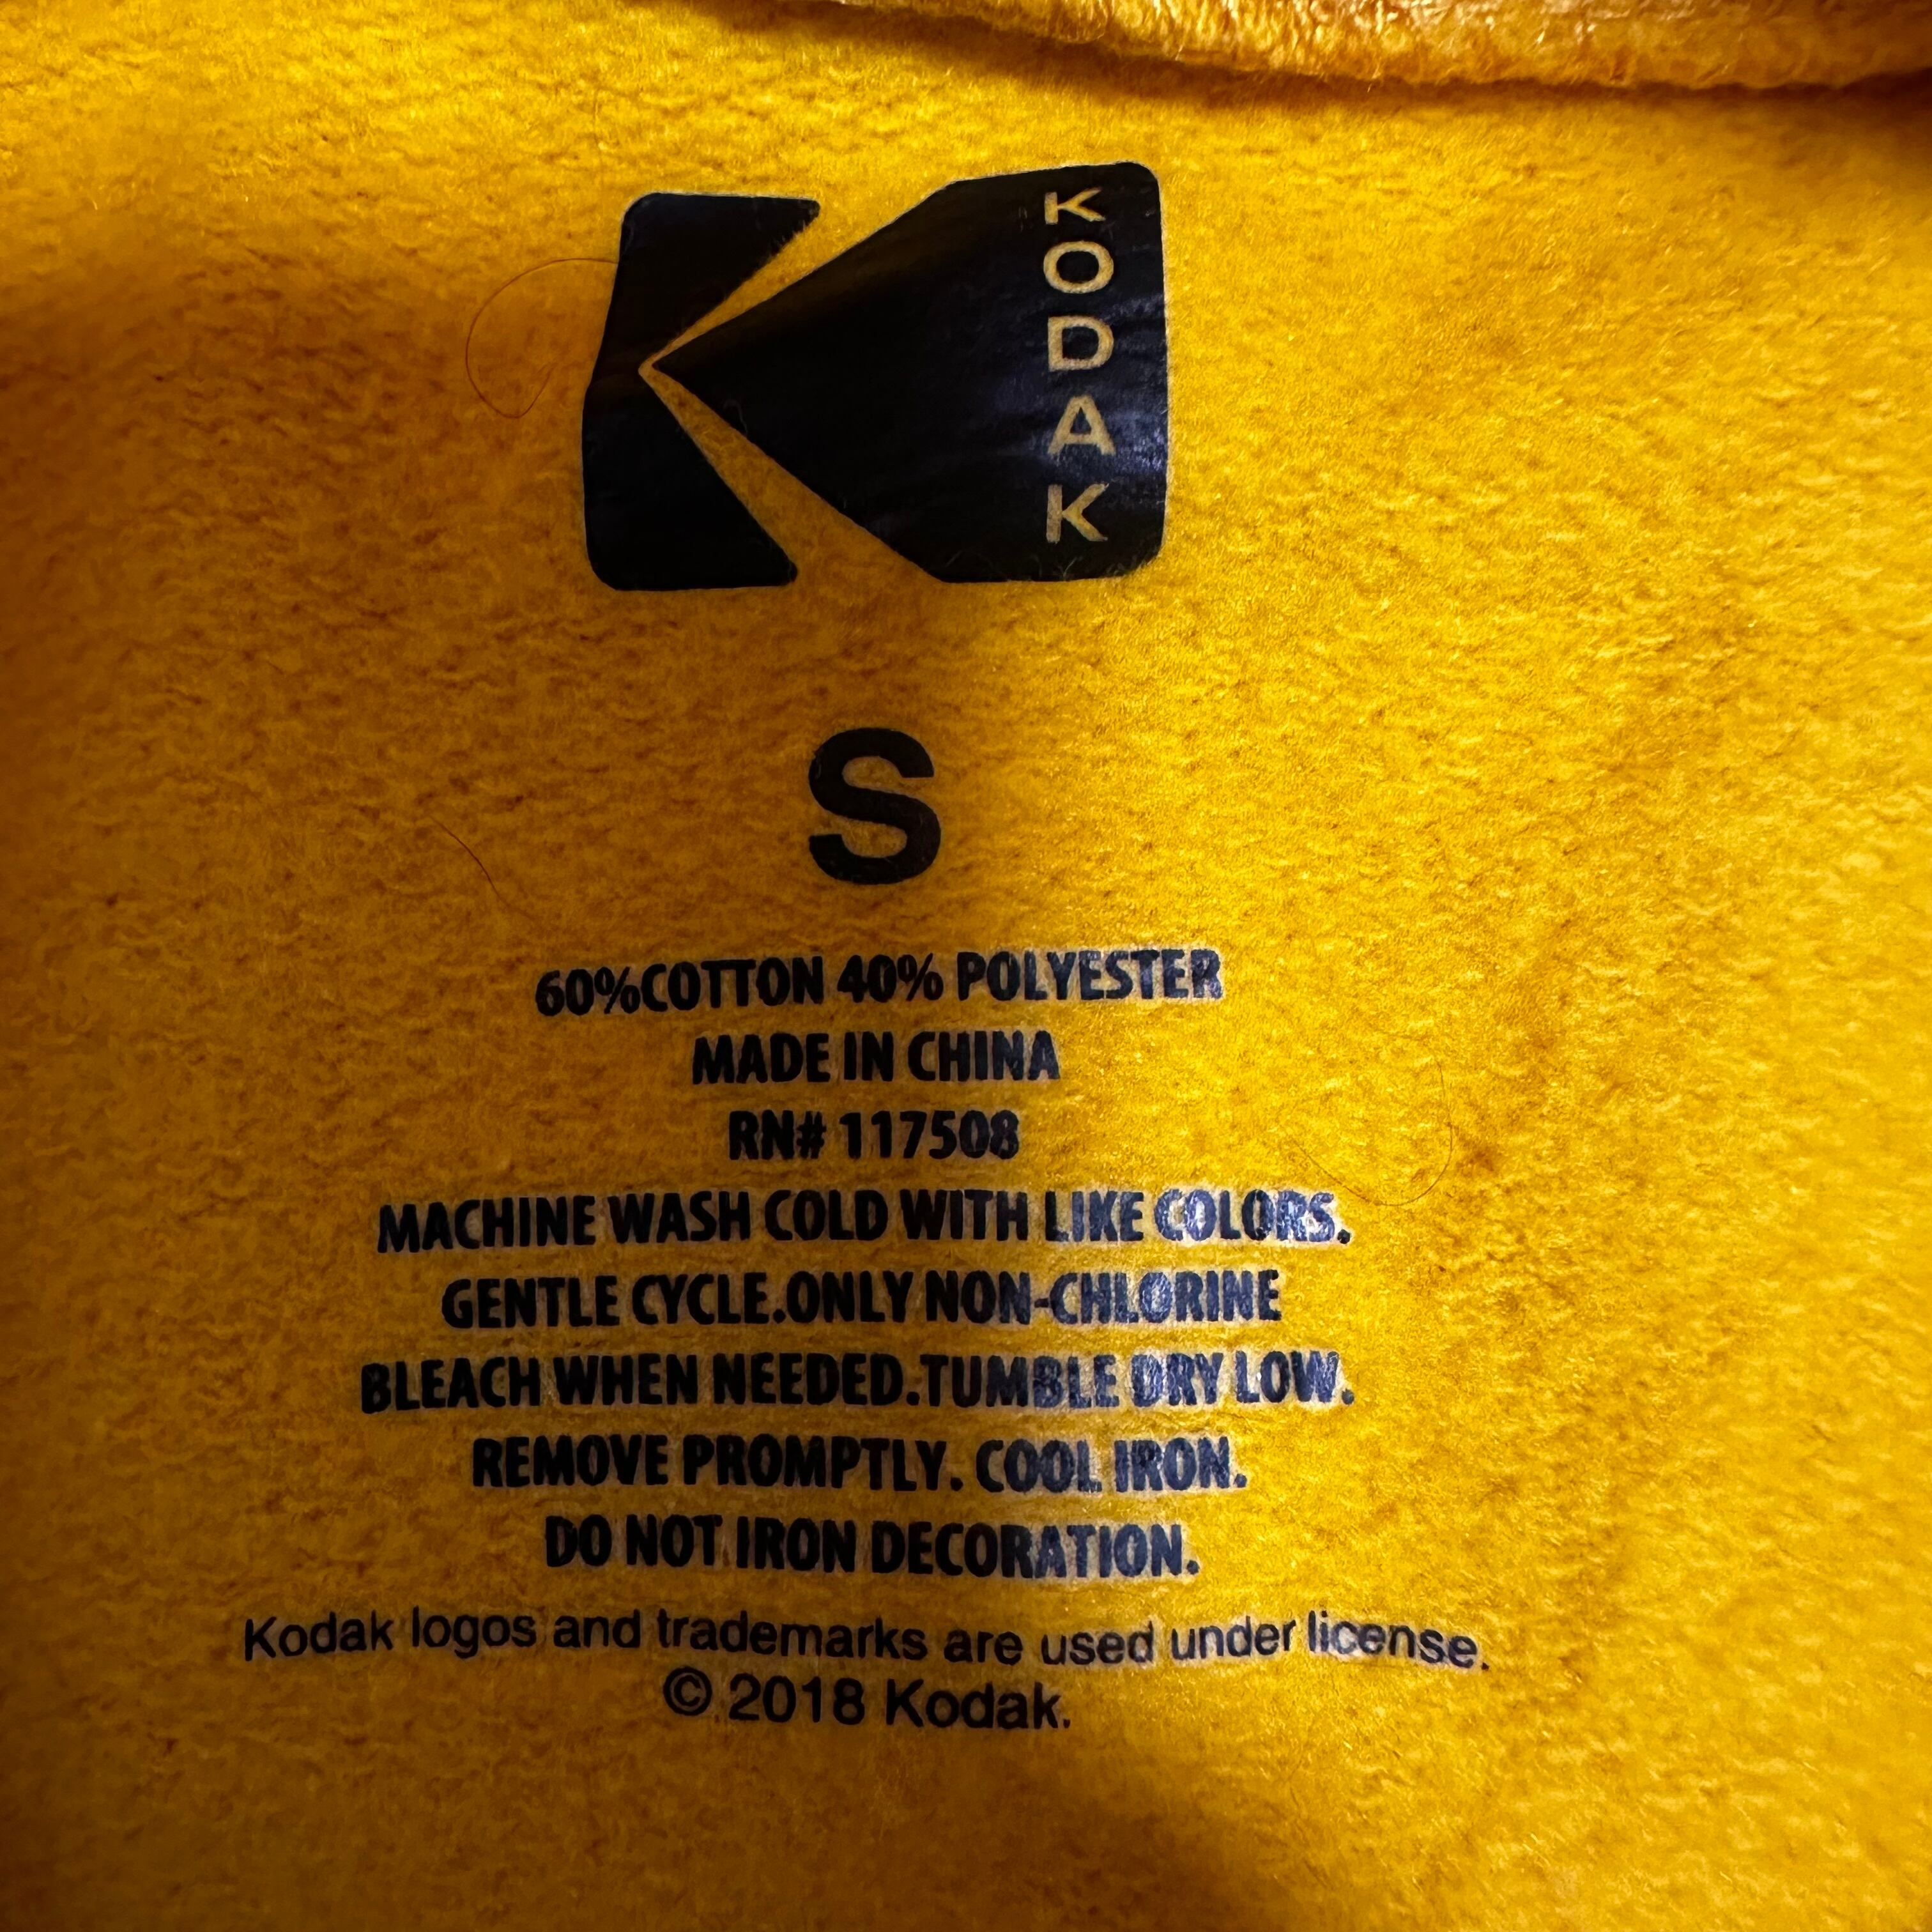 KODAK
S
60%COTTON 40% POLYESTER
MADE IN CHINA
RN# 117508
MACHINE WASH COLD WITH LIKE COLORS.
GENTLE CYCLE.ONLY NON-CHLORINE
BLEACH WHEN NEEDED.TUMBLE DRY LOW.
REMOVE PROMPTLY. COOL IRON.
DO NOT IRON DECORATION.
Kodak logos and trademarks are used under license.
© 2018 Kodak.